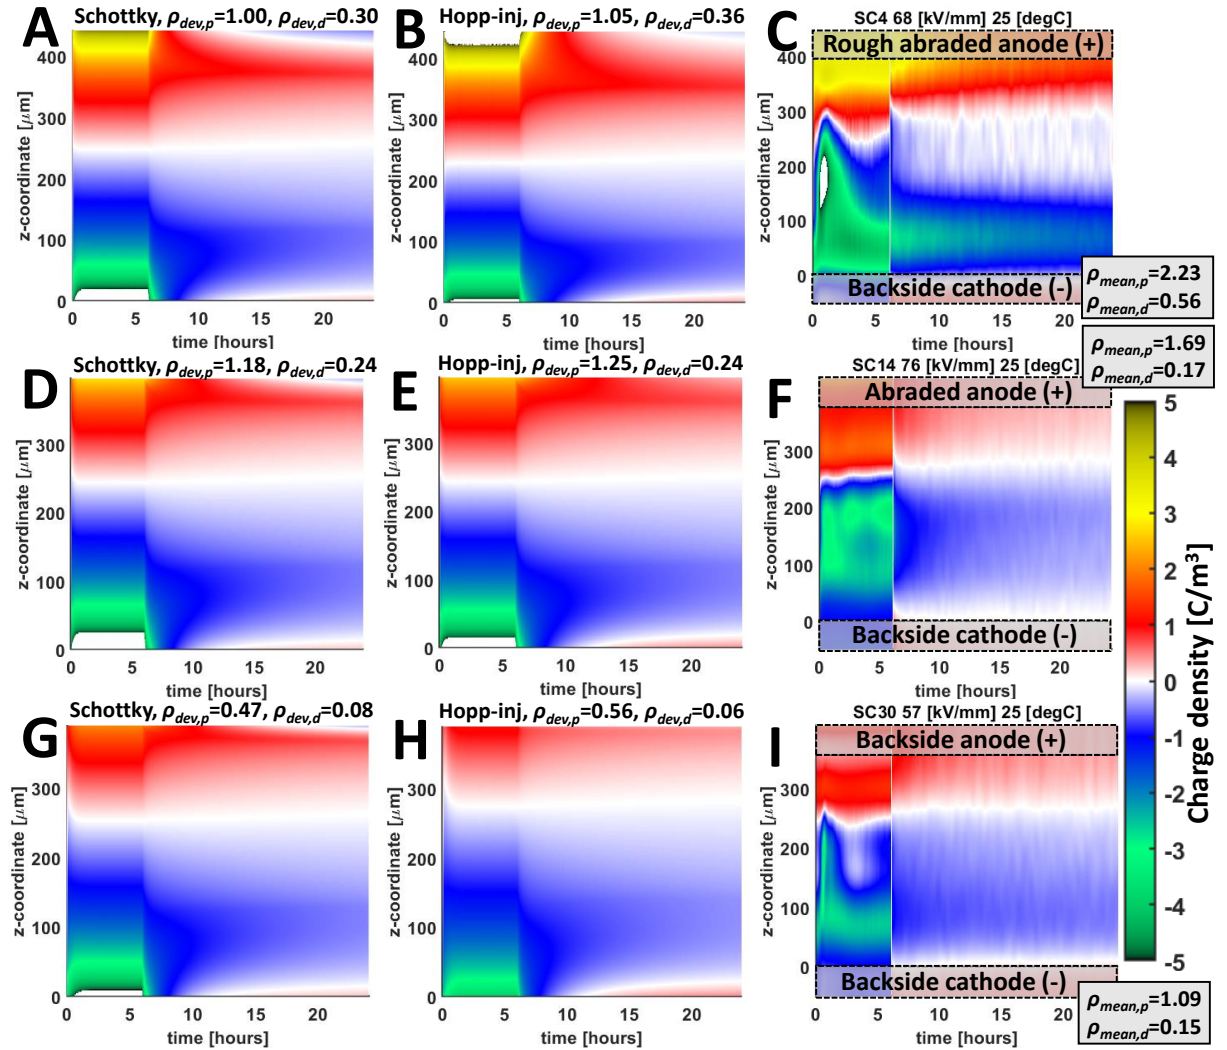 A
Schottky, ρdev,p=1.00, ρdev,d=0.30
z-coordinate [μm]
400
300
200
100
0
0 5 10 15 20
time [hours]
B
Hopp-inj, ρdev,p=1.05, ρdev,d=0.36
z-coordinate [μm]
400
300
200
100
0
0 5 10 15 20
time [hours]
C
SC4 68 [kV/mm] 25 [degC]
Rough abraded anode (+)
z-coordinate [μm]
400
300
200
100
0
Backside cathode (-)
0 5 10 15 20
time [hours]
ρmean,p=2.23
ρmean,d=0.56
D
Schottky, ρdev,p=1.18, ρdev,d=0.24
z-coordinate [μm]
300
200
100
0
0 5 10 15 20
time [hours]
E
Hopp-inj, ρdev,p=1.25, ρdev,d=0.24
z-coordinate [μm]
300
200
100
0
0 5 10 15 20
time [hours]
ρmean,p=1.69
ρmean,d=0.17
F
SC14 76 [kV/mm] 25 [degC]
Abraded anode (+)
z-coordinate [μm]
300
200
100
0
Backside cathode (-)
0 5 10 15 20
time [hours]
G
Schottky, ρdev,p=0.47, ρdev,d=0.08
z-coordinate [μm]
300
200
100
0
0 5 10 15 20
time [hours]
H
Hopp-inj, ρdev,p=0.56, ρdev,d=0.06
z-coordinate [μm]
300
200
100
0
0 5 10 15 20
time [hours]
I
SC30 57 [kV/mm] 25 [degC]
Backside anode (+)
z-coordinate [μm]
300
200
100
0
Backside cathode (-)
0 5 10 15 20
time [hours]
ρmean,p=1.09
ρmean,d=0.15
5
4
3
2
1
0
-1
-2
-3
-4
-5
Charge density [C/m³]